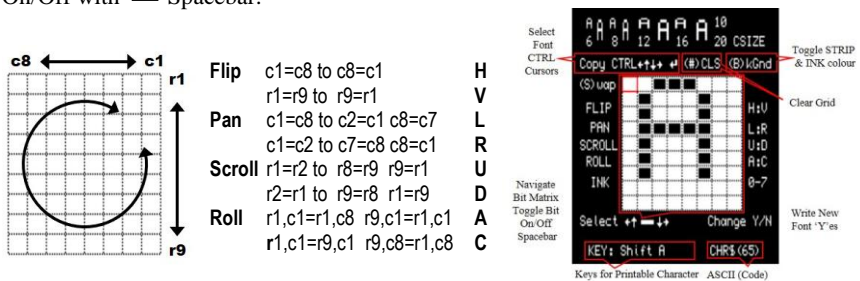 On/Off with — Spacebar.
c8 c1
r1
r9
Flip c1=c8 to c8=c1 H
r1=r9 to r9=r1 V
Pan c1=c8 to c2=c1 c8=c7 L
c1=c2 to c7=c8 c8=c1 R
Scroll r1=r2 to r8=r9 r9=r1 U
r2=r1 to r9=r8 r1=r9 D
Roll r1,c1=r1,c8 r9,c1=r1,c1 A
r1,c1=r9,c1 r9,c8=r1,c8 C
Select
Font
CTRL
Cursors
Navigate
Bit Matrix
Toggle Bit
On/Off
Spacebar
A A A A A A A A 10
6 8 12 16 20 CSIZE
Copy CTRL←↑↓→ ↵ (#)CLS (B)kGnd
(S)wap
FLIP H:V
PAN L:R
SCROLL U:D
ROLL A:C
INK 0-7
Select ←↑ — ↓→ Change Y/N
KEY: Shift A CHR$(65)
Toggle STRIP
& INK colour
Clear Grid
Write New
Font ‘Y’es
Keys for Printable Character ASCII (Code)